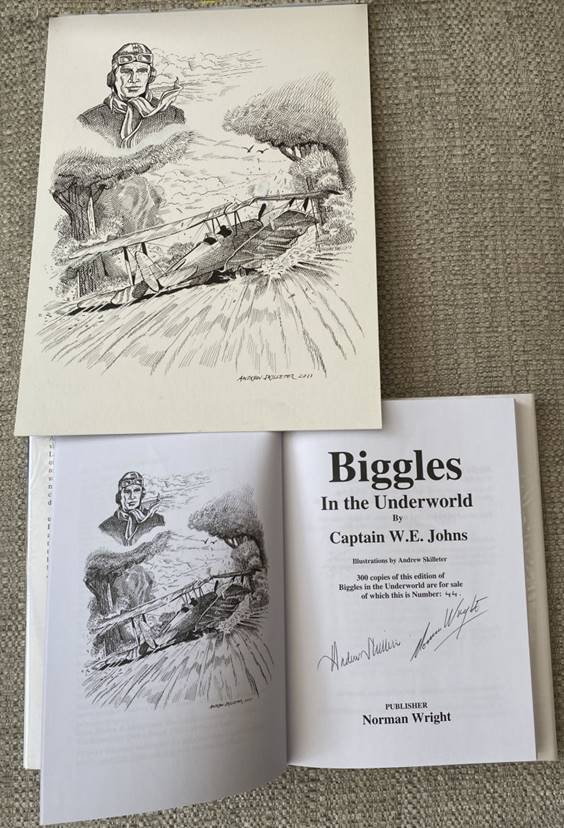 ANDREW SKILLETER 2011
ANDREW SKILLETER 2011
Biggles
In the Underworld
By
Captain W.E. Johns
Illustrations by Andrew Skilleter
300 copies of this edition of
Biggles in the Underworld are for sale
of which this is Number: 44.
Andrew Skilleter
Norman Wright
PUBLISHER
Norman Wright